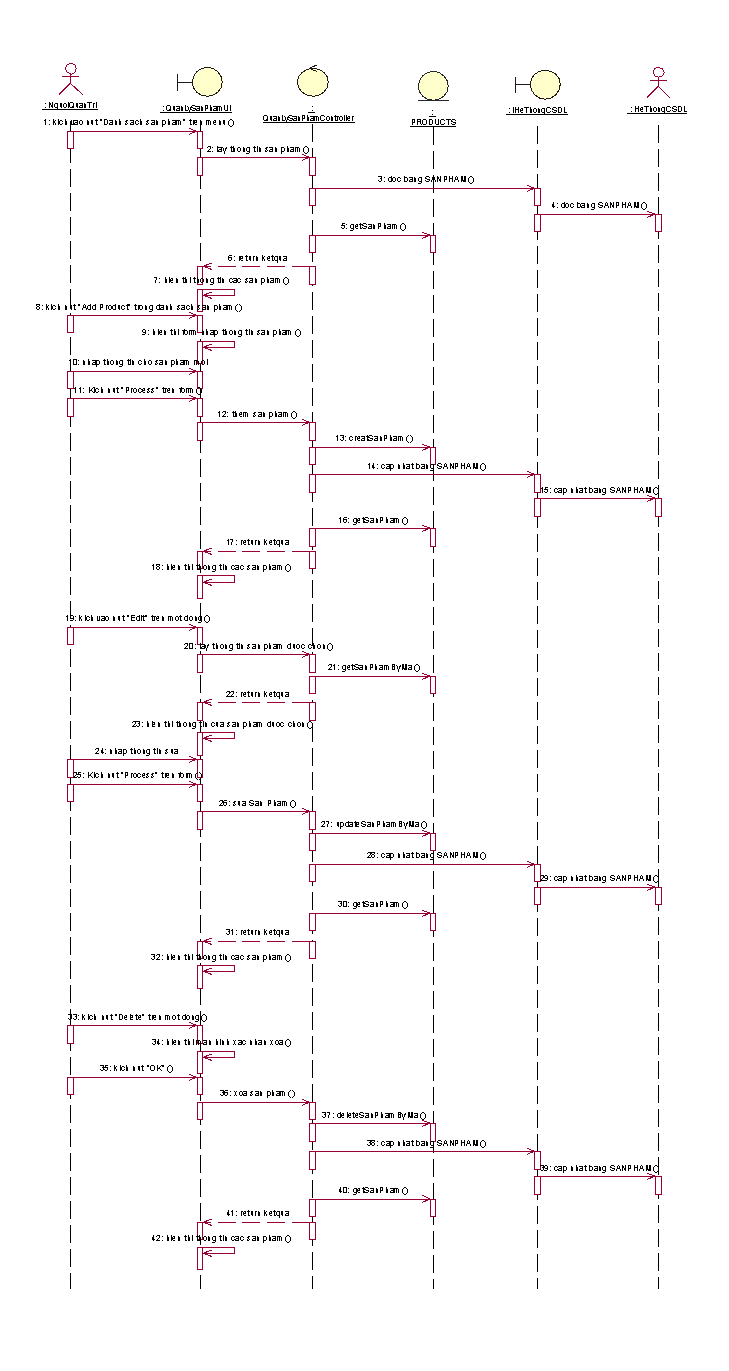 : NguoiQuanTri
: QuanlySanPhamUI
:
QuanlySanPhamController
:
PRODUCTS
: IHeThongCSDL
: HeThongCSDL
1: kich vao nut "Danh sach san pham" tren menu()
2: lay thong tin san pham()
3: doc bang SANPHAM()
4: doc bang SANPHAM()
5: getSanPham()
6: return ketqua
7: hien thi thong tin cac san pham()
8: kich nut "Add Product" trong danh sach san pham()
9: hien thi form nhap thong tin san pham()
10: nhap thong tin cho san pham moi
11: Kich nut "Process" tren form()
12: them san pham()
13: creatSanPham()
14: cap nhat bang SANPHAM()
15: cap nhat bang SANPHAM()
16: getSanPham()
17: return ketqua
18: hien thi thong tin cac san pham()
19: kich vao nut "Edit" tren mot dong()
20: lay thong tin san pham duoc chon()
21: getSanPhamByMa()
22: return ketqua
23: hien thi thong tin cua san pham duoc chon()
24: nhap thong tin sua
25: Kich nut "Process" tren form()
26: sua San Pham()
27: updateSanPhamByMa()
28: cap nhat bang SANPHAM()
29: cap nhat bang SANPHAM()
30: getSanPham()
31: return ketqua
32: hien thi thong tin cac san pham()
33: kich nut "Delete" tren mot dong()
34: hien thi man hinh xac nhan xoa()
35: kich nut "OK"()
36: xoa san pham()
37: deleteSanPhamByMa()
38: cap nhat bang SANPHAM()
39: cap nhat bang SANPHAM()
40: getSanPham()
41: return ketqua
42: hien thi thong tin cac san pham()